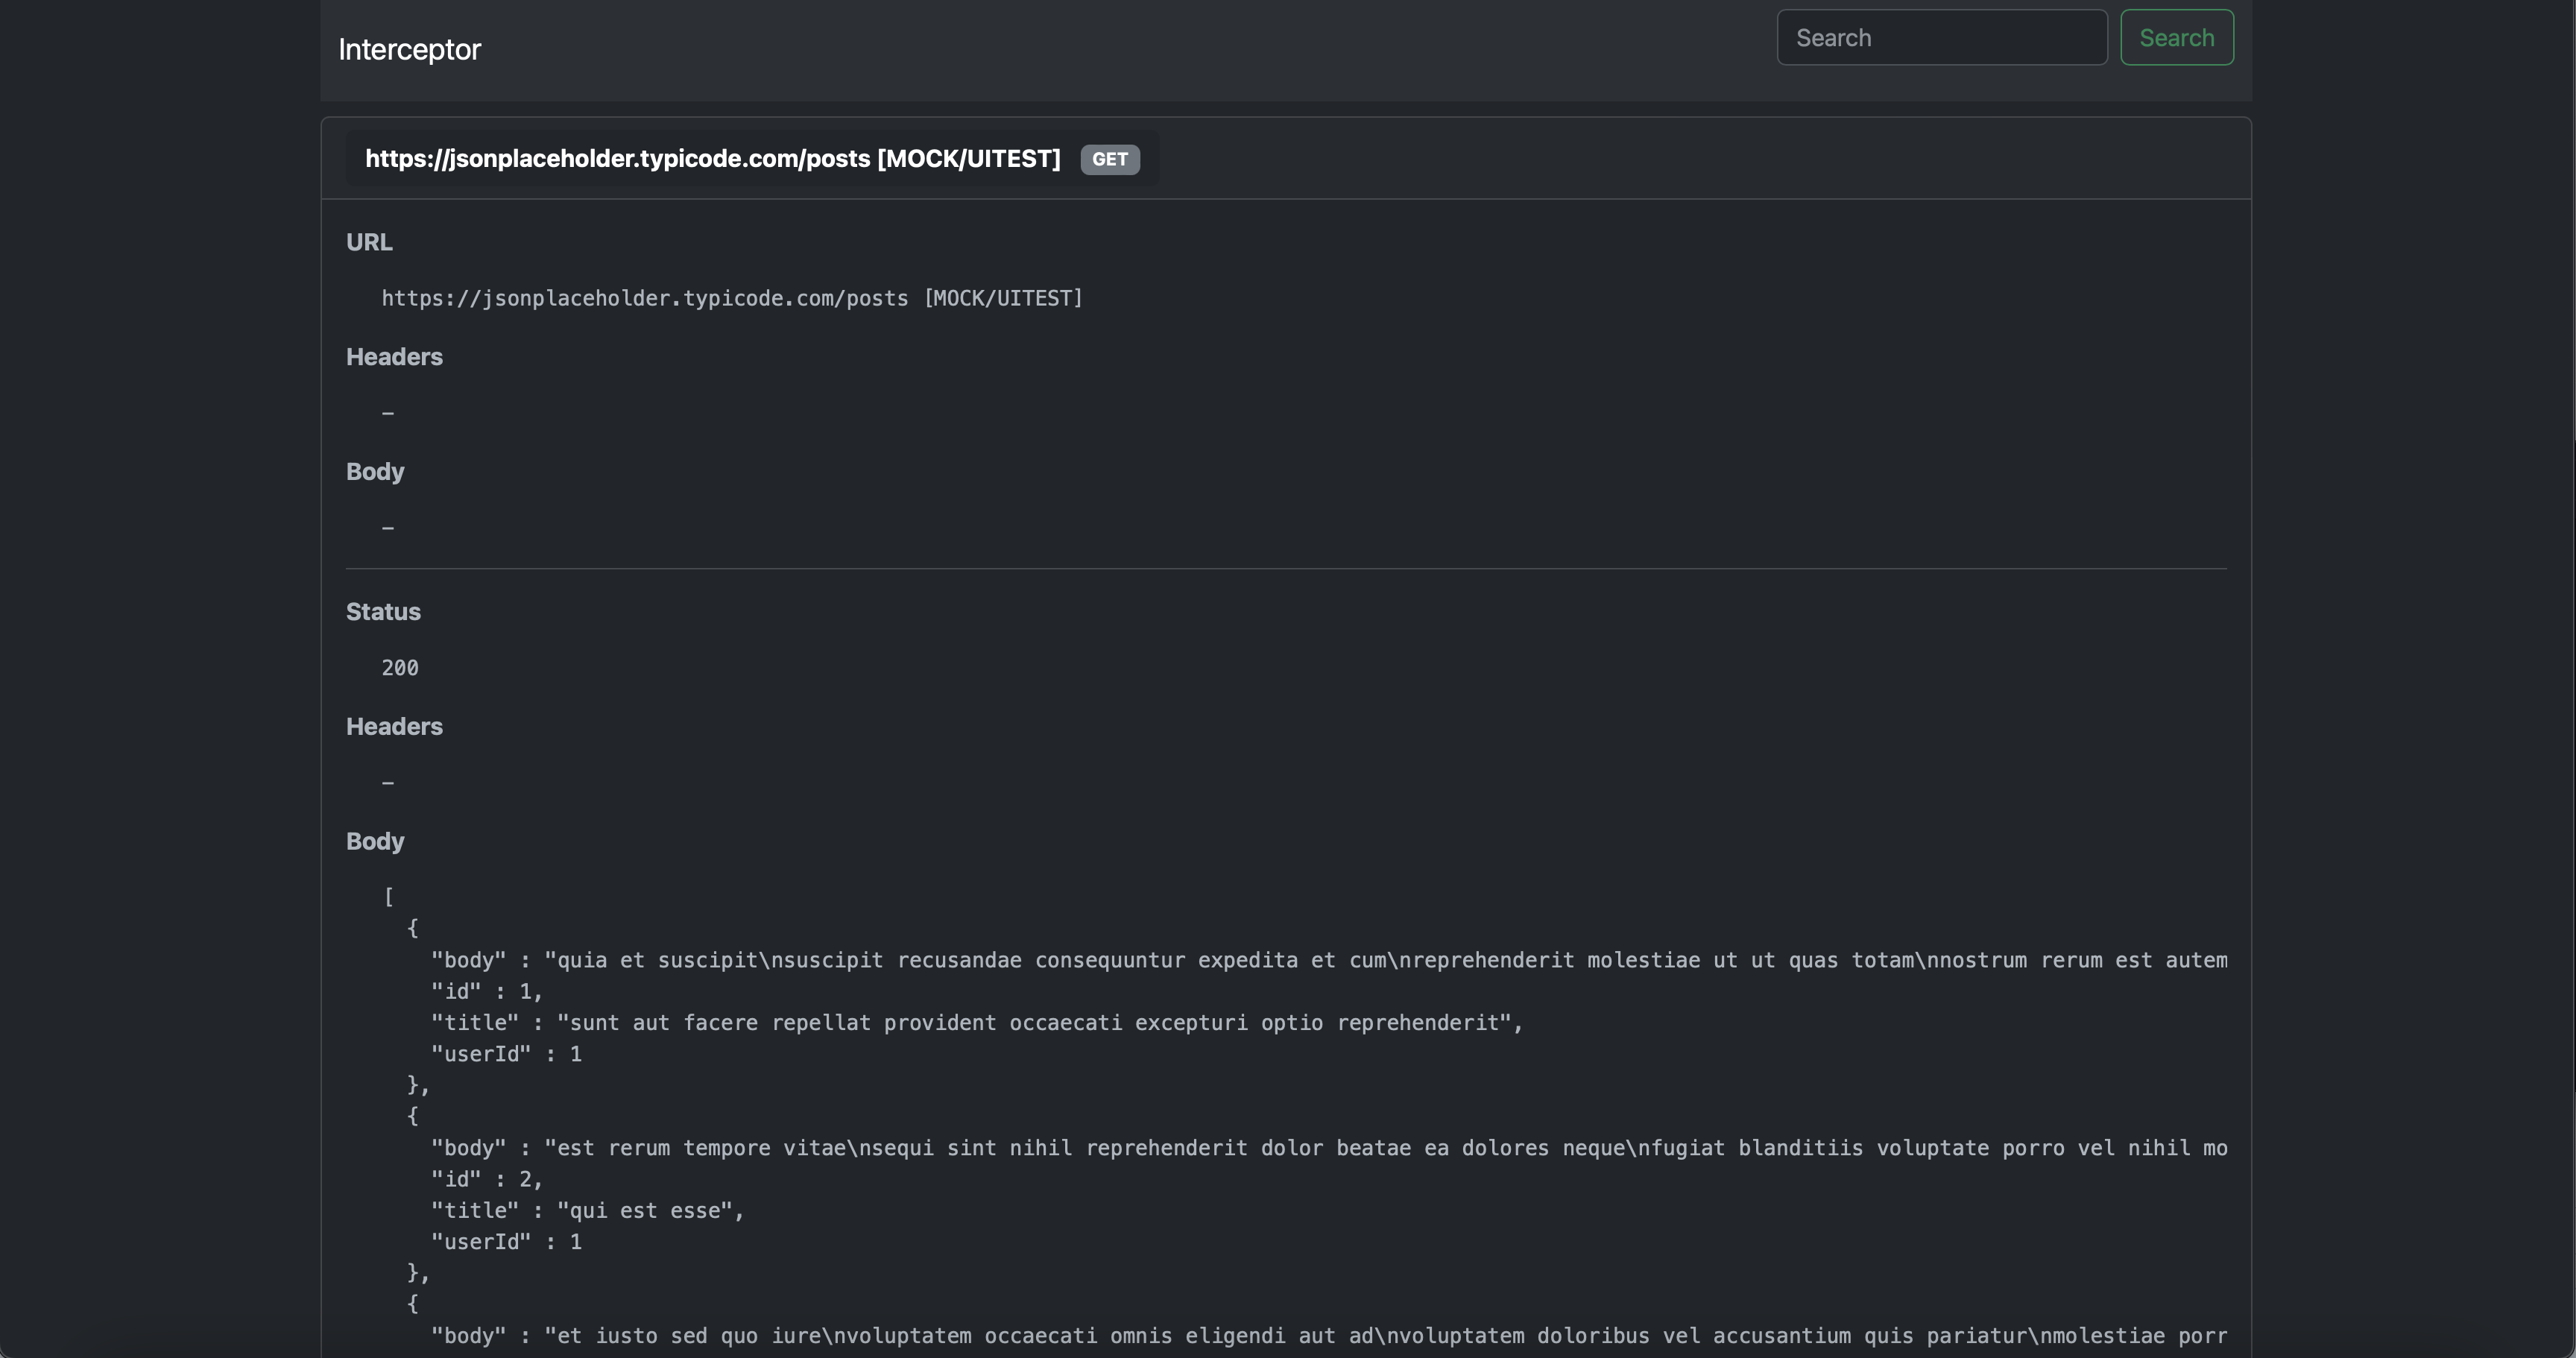 Interceptor
Search
Search
https://jsonplaceholder.typicode.com/posts [MOCK/UITEST] GET
URL
https://jsonplaceholder.typicode.com/posts [MOCK/UITEST]
Headers
–
Body
–
Status
200
Headers
–
Body
[
{
"body" : "quia et suscipit\nsuscipit recusandae consequuntur expedita et cum\nreprehenderit molestiae ut ut quas totam\nnostrum rerum est autem
"id" : 1,
"title" : "sunt aut facere repellat provident occaecati excepturi optio reprehenderit",
"userId" : 1
},
{
"body" : "est rerum tempore vitae\nsequi sint nihil reprehenderit dolor beatae ea dolores neque\nfugiat blanditiis voluptate porro vel nihil mo
"id" : 2,
"title" : "qui est esse",
"userId" : 1
},
{
"body" : "et iusto sed quo iure\nvoluptatem occaecati omnis eligendi aut ad\nvoluptatem doloribus vel accusantium quis pariatur\nmolestiae porr